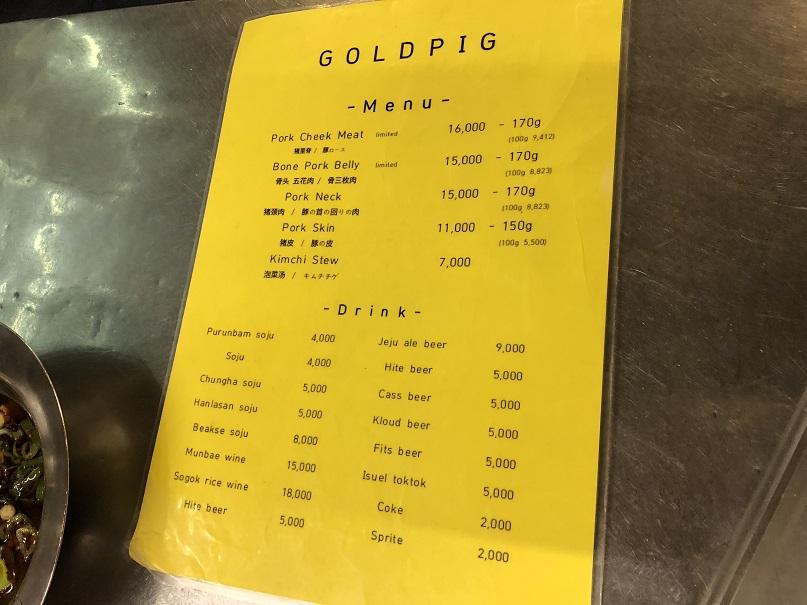 GOLDPIG
-Menu-
Pork Cheek Meat limited 16,000 - 170g
(100g 9,412)
猪里脊 / 豚ロース
Bone Pork Belly limited 15,000 - 170g
(100g 8,823)
骨头 五花肉 / 骨三枚肉
Pork Neck 15,000 - 170g
(100g 8,823)
猪颈肉 / 豚の首の回りの肉
Pork Skin 11,000 - 150g
(100g 5,500)
猪皮 / 豚の皮
Kimchi Stew 7,000
泡菜汤 / キムチチゲ
-Drink-
Purunbam soju 4,000
Soju 4,000
Chungha soju 5,000
Hanlasan soju 5,000
Beakse soju 8,000
Munbae wine 15,000
Sogok rice wine 18,000
Hite beer 5,000
Jeju ale beer 9,000
Hite beer 5,000
Cass beer 5,000
Kloud beer 5,000
Fits beer 5,000
Isuel toktok 5,000
Coke 2,000
Sprite 2,000